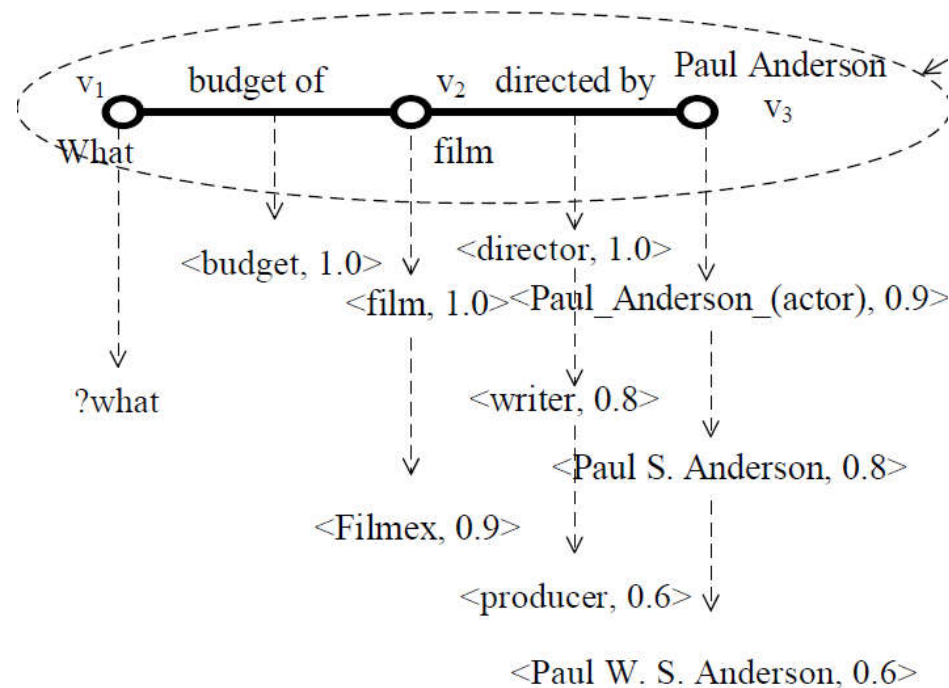 Paul Anderson
v1 budget of v2 directed by
v3
What film
<budget, 1.0> <director, 1.0>
<film, 1.0> <Paul_Anderson_(actor), 0.9>
?what <writer, 0.8>
<Paul S. Anderson, 0.8>
<Filmex, 0.9>
<producer, 0.6>
<Paul W. S. Anderson, 0.6>